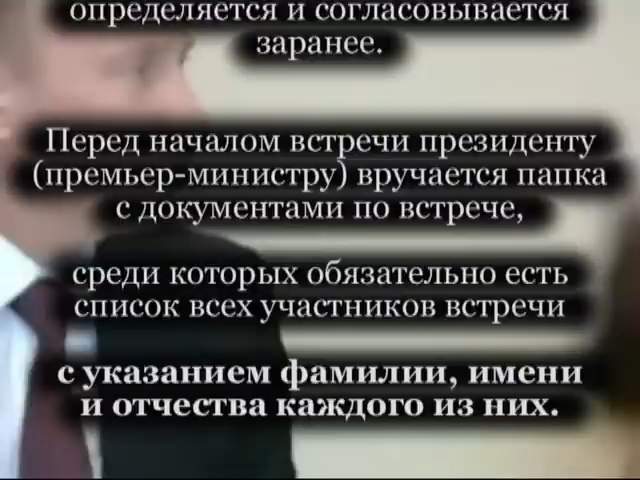 определяется и согласовывается
заранее.
Перед началом встречи президенту
(премьер-министру) вручается папка
с документами по встрече,
среди которых обязательно есть
список всех участников встречи
с указанием фамилии, имени
и отчества каждого из них.